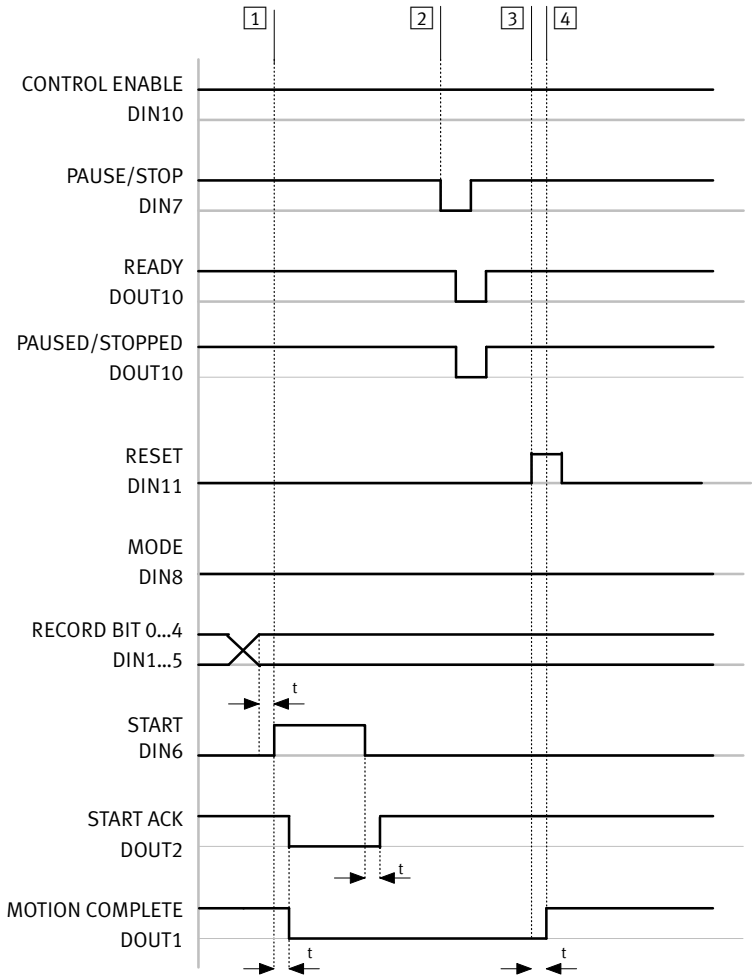 1 2 3 4
CONTROL ENABLE
DIN10
PAUSE/STOP
DIN7
READY
DOUT10
PAUSED/STOPPED
DOUT10
RESET
DIN11
MODE
DIN8
RECORD BIT 0...4
DIN1...5
t
START
DIN6
START ACK
DOUT2
t
MOTION COMPLETE
DOUT1
t t